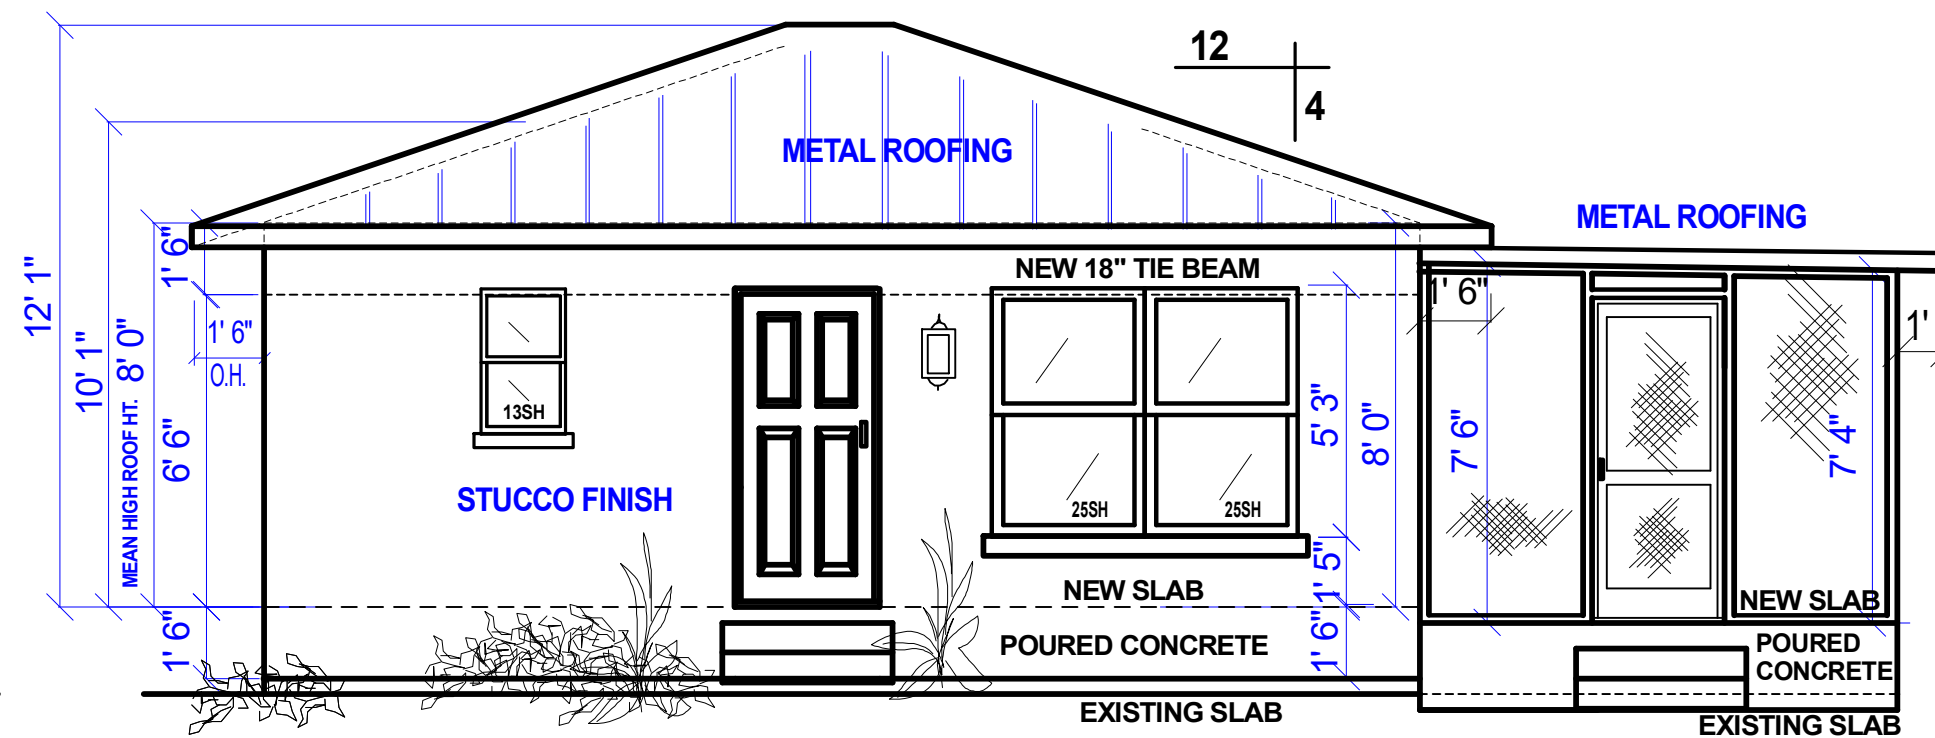 12
4
METAL ROOFING
METAL ROOFING
12' 1"
10' 1"
MEAN HIGH ROOF HT.
8' 0"
1' 6"
6' 6"
1' 6"
1' 6"
O.H.
NEW 18" TIE BEAM
13SH
25SH
25SH
STUCCO FINISH
5' 3"
8' 0"
1' 5"
1' 6"
1' 6"
7' 6"
7' 4"
1'
NEW SLAB
POURED CONCRETE
EXISTING SLAB
NEW SLAB
POURED
CONCRETE
EXISTING SLAB